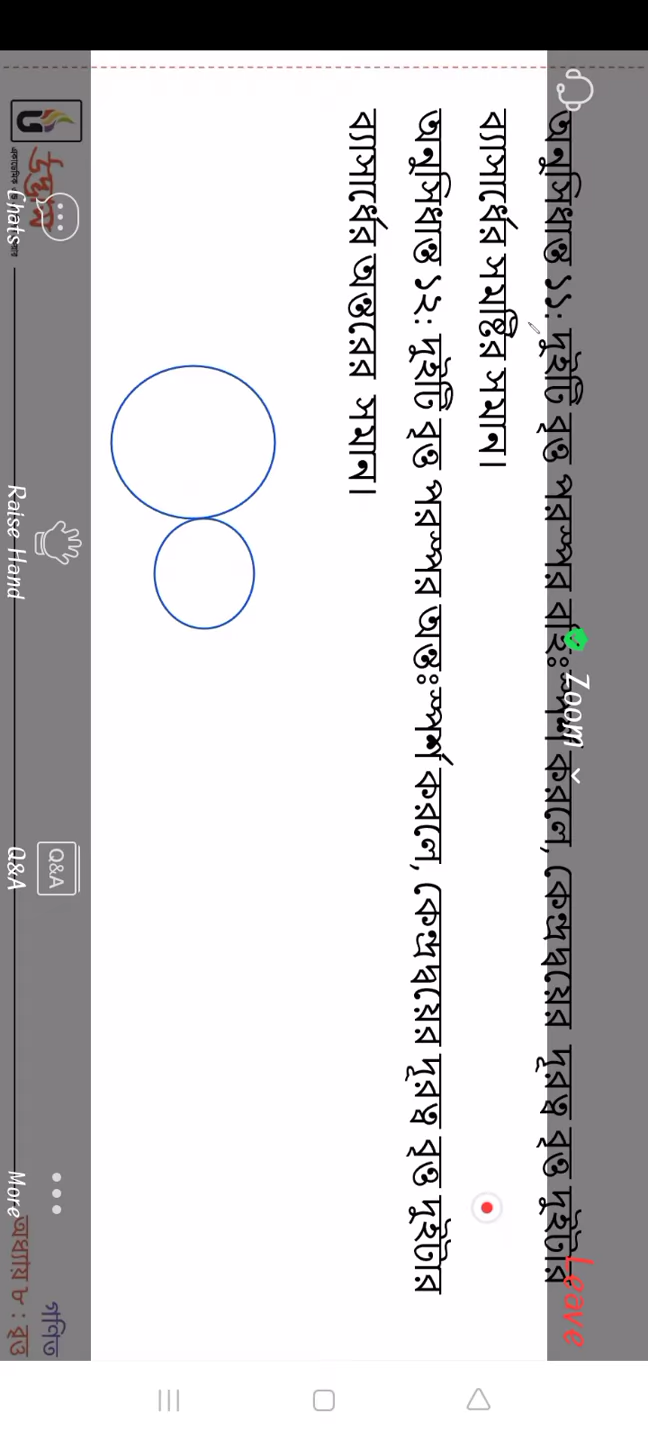 Zoom
Leave
অনুসিধান্ত ১১: দুইটি বৃত্ত পরস্পর বহিঃস্পর্শ করলে, কেন্দ্রদ্বয়ের দূরত্ব বৃত্ত দুইটার
ব্যাসার্ধের সমষ্টির সমান।
অনুসিধান্ত ১২: দুইটি বৃত্ত পরস্পর অন্তঃস্পর্শ করলে, কেন্দ্রদ্বয়ের দূরত্ব বৃত্ত দুইটার
ব্যাসার্ধের অন্তরের সমান।
উদ্ভাস
গণিত
অধ্যায় ৮ : বৃত্ত
Q&A
Chats
Raise Hand
Q&A
More